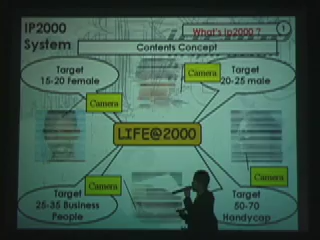 IP2000
System
What's ip2000 ?
1
Contents Concept
Target
15-20 Female
Camera
Target
20-25 male
Camera
LIFE@2000
Target
25-35 Business
People
Camera
Target
50-70
Handycap
Camera